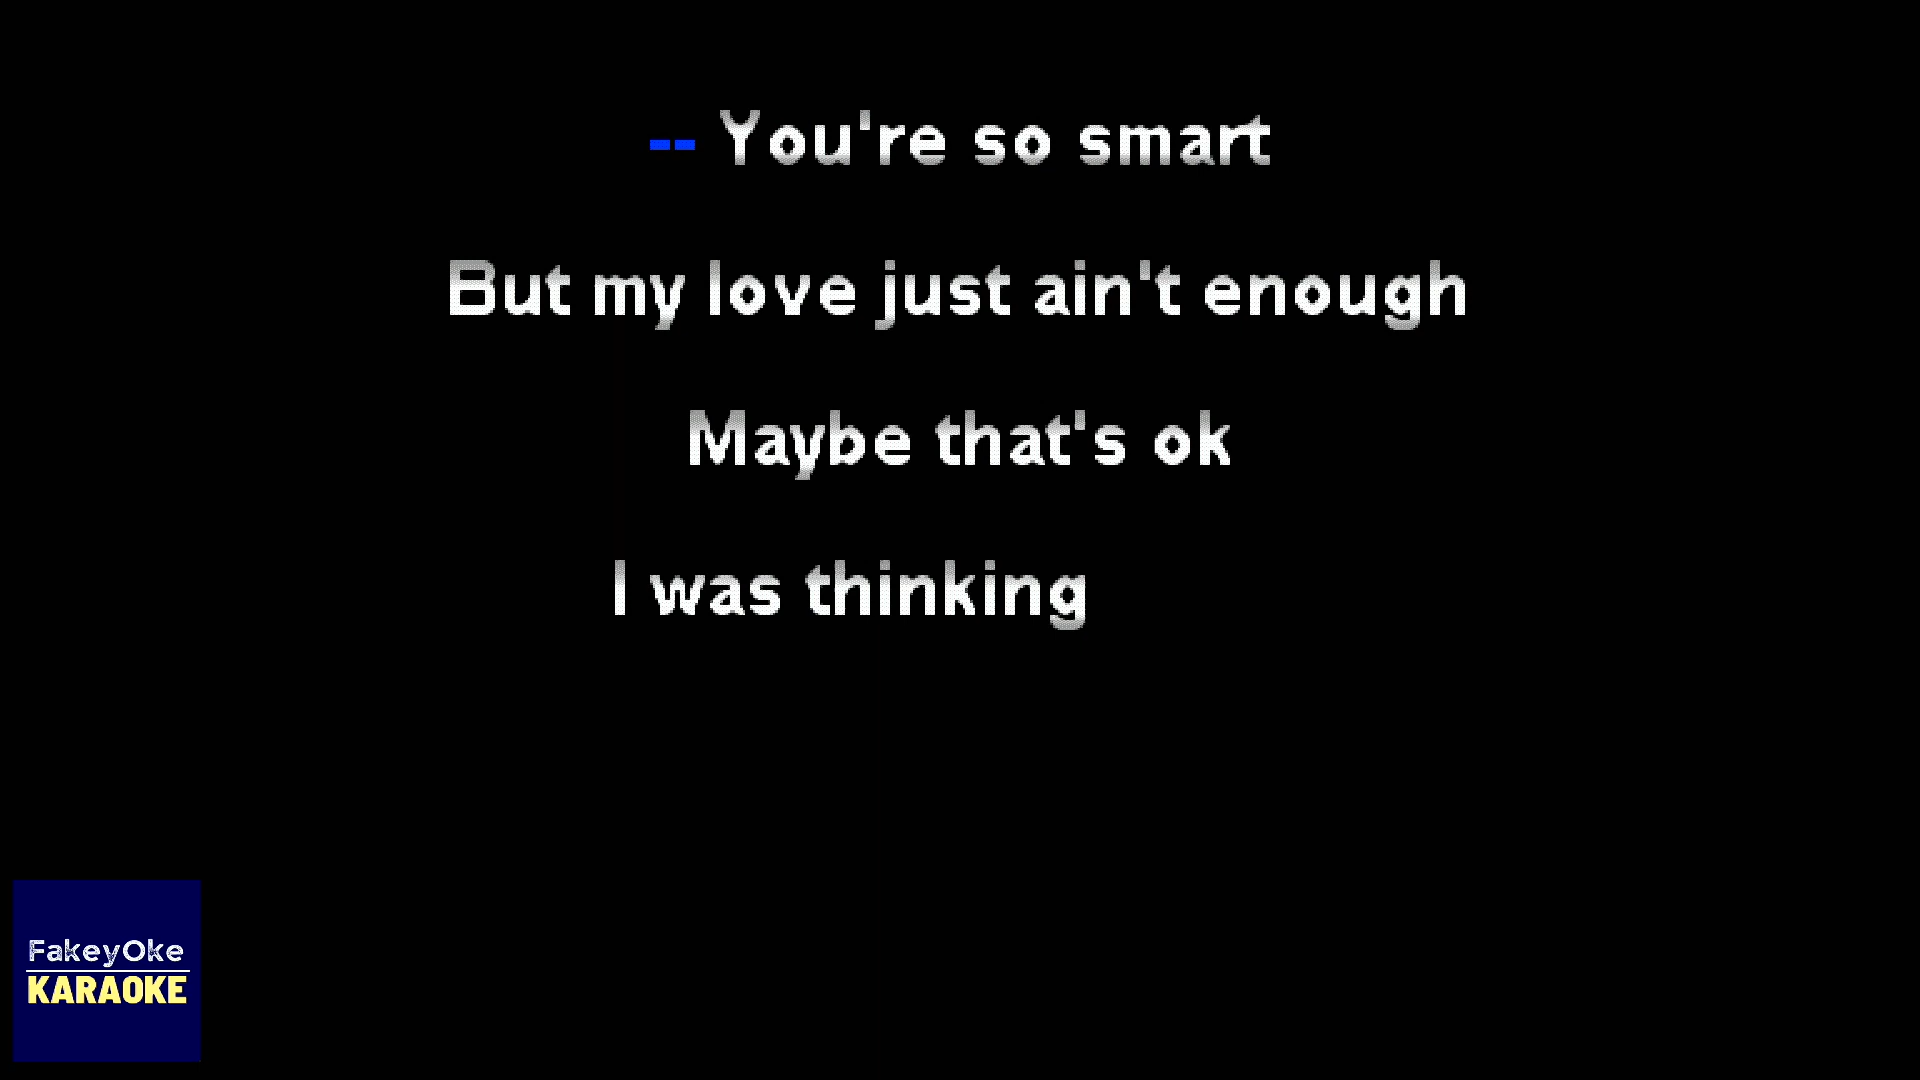 -- You're so smart
But my love just ain't enough
Maybe that's ok
I was thinking
FakeyOke
KARAOKE